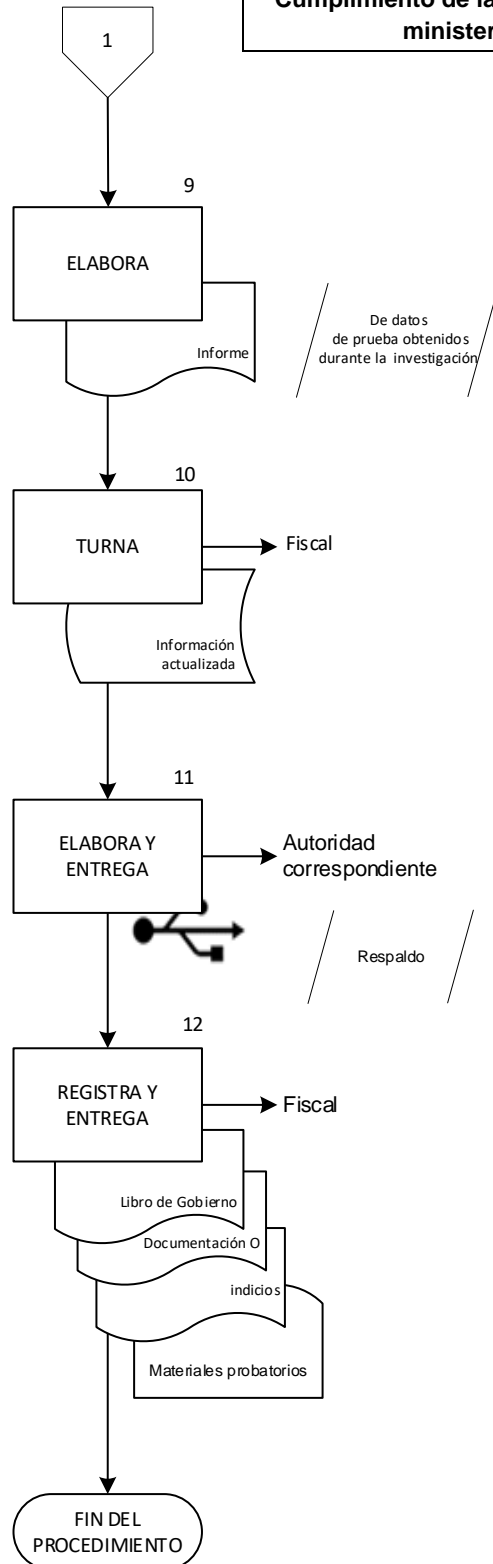 Cumplimiento de la
1
9
ELABORA
Informe
De datos
de prueba obtenidos
durante la investigación
10
TURNA
Fiscal
Información
actualizada
11
ELABORA Y
ENTREGA
Autoridad
correspondiente
Respaldo
12
REGISTRA Y
ENTREGA
Fiscal
Libro de Gobierno
Documentación O
indicios
Materiales probatorios
FIN DEL
PROCEDIMIENTO